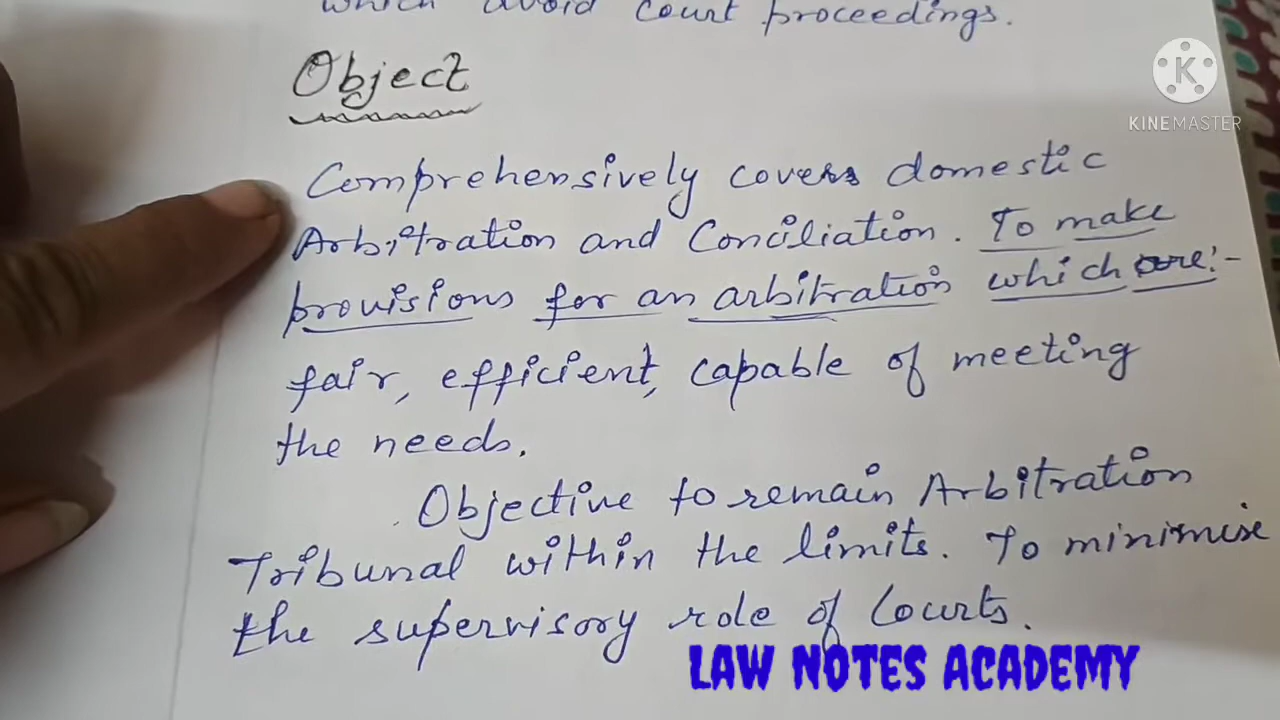 which avoid court proceedings.
Object
KINEMASTER
Comprehensively covers domestic
Arbitration and Conciliation. To make
provisions for an arbitration which are:-
fair, efficient, capable of meeting
the needs.
Objective to remain Arbitration
Tribunal within the limits. To minimise
the supervisory role of Courts.
LAW NOTES ACADEMY